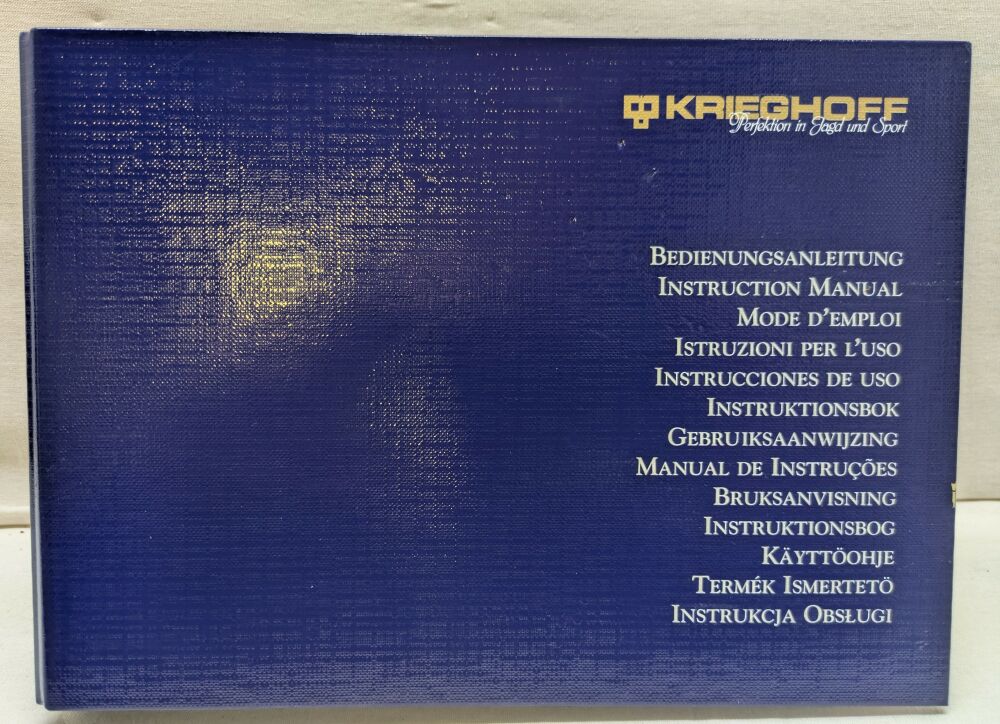 KRIEGHOFF
Perfektion in Jagd und Sport
BEDIENUNGSANLEITUNG
INSTRUCTION MANUAL
MODE D'EMPLOI
ISTRUZIONI PER L'USO
INSTRUCCIONES DE USO
INSTRUKTIONSBOK
GEBRUIKSAANWIJZING
MANUAL DE INSTRUÇÕES
BRUKSANVISNING
INSTRUKTIONSBOG
KÄYTTÖOHJE
TERMÉK ISMERTETÖ
INSTRUKCJA OBSŁUGI